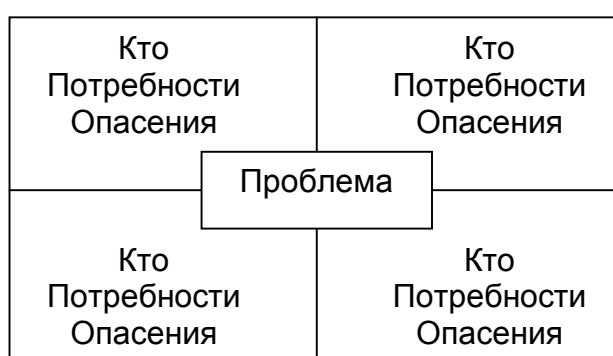 Кто
Потребности
Опасения
Кто
Потребности
Опасения
Проблема
Кто
Потребности
Опасения
Кто
Потребности
Опасения